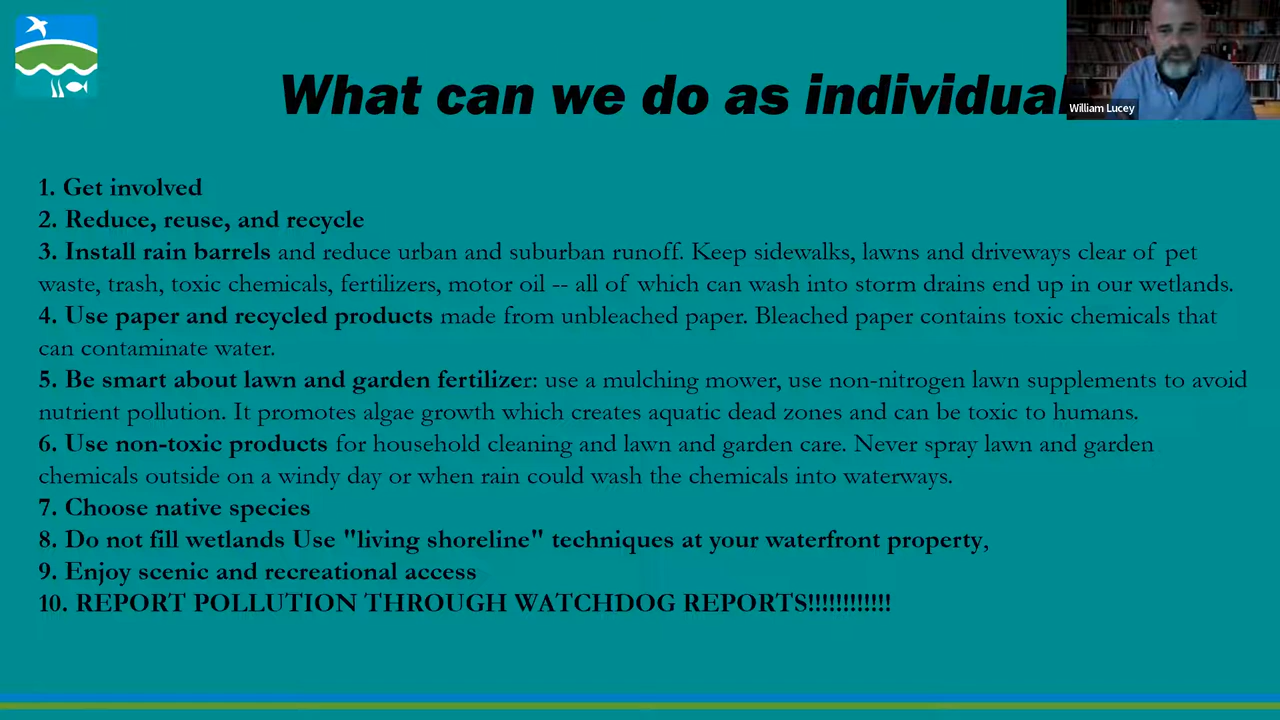 What can we do as individual
William Lucey
1. Get involved
2. Reduce, reuse, and recycle
3. Install rain barrels and reduce urban and suburban runoff. Keep sidewalks, lawns and driveways clear of pet
waste, trash, toxic chemicals, fertilizers, motor oil -- all of which can wash into storm drains end up in our wetlands.
4. Use paper and recycled products made from unbleached paper. Bleached paper contains toxic chemicals that
can contaminate water.
5. Be smart about lawn and garden fertilizer: use a mulching mower, use non-nitrogen lawn supplements to avoid
nutrient pollution. It promotes algae growth which creates aquatic dead zones and can be toxic to humans.
6. Use non-toxic products for household cleaning and lawn and garden care. Never spray lawn and garden
chemicals outside on a windy day or when rain could wash the chemicals into waterways.
7. Choose native species
8. Do not fill wetlands Use "living shoreline" techniques at your waterfront property,
9. Enjoy scenic and recreational access
10. REPORT POLLUTION THROUGH WATCHDOG REPORTS!!!!!!!!!!!!